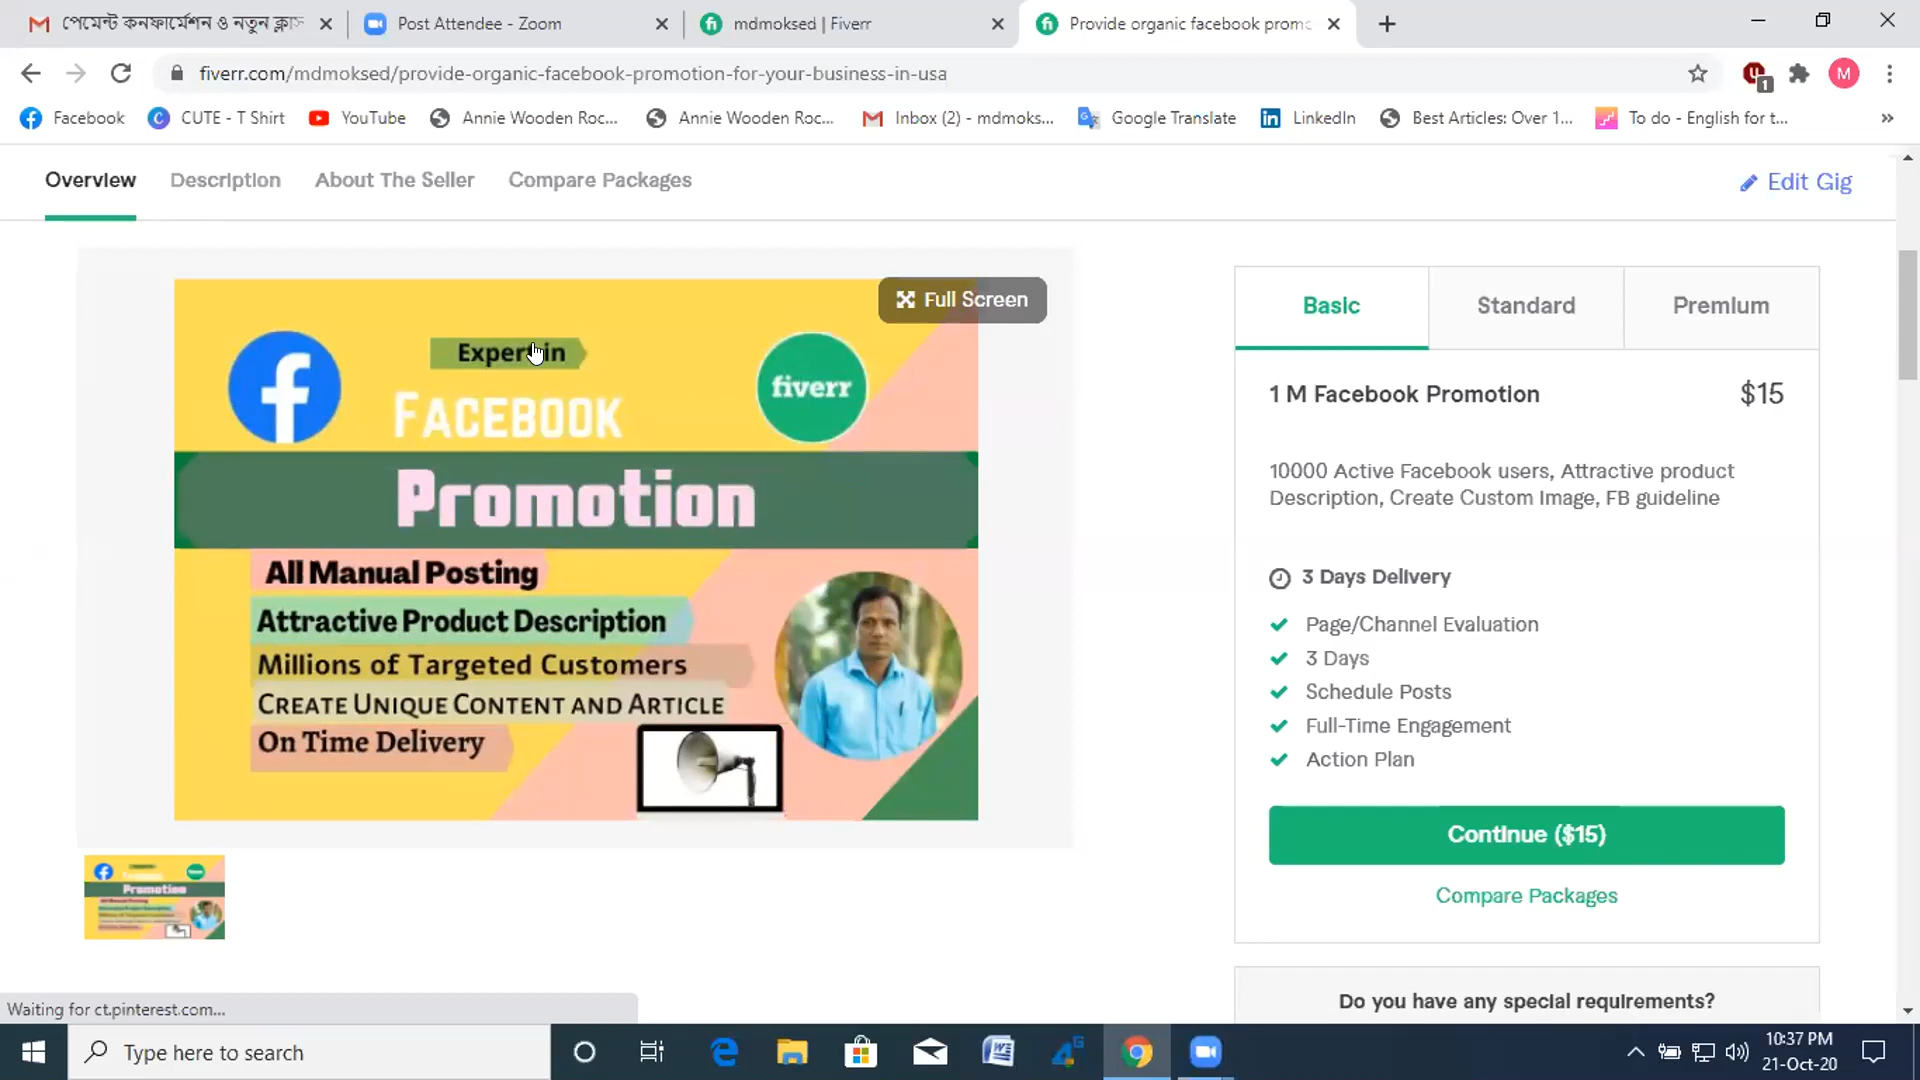 পেমেন্ট কনফার্মেশন ও নতুন ক্লাস
Post Attendee - Zoom
mdmoksed | Fiverr
Provide organic facebook promo
fiverr.com/mdmoksed/provide-organic-facebook-promotion-for-your-business-in-usa
Facebook
CUTE - T Shirt
YouTube
Annie Wooden Roc...
Annie Wooden Roc...
Inbox (2) - mdmoks...
Google Translate
LinkedIn
Best Articles: Over 1...
To do - English for t...
Overview
Description
About The Seller
Compare Packages
Edit Gig
Full Screen
Expert in
fiverr
FACEBOOK
Promotion
All Manual Posting
Attractive Product Description
Millions of Targeted Customers
CREATE UNIQUE CONTENT AND ARTICLE
On Time Delivery
Basic
Standard
Premium
1 M Facebook Promotion
$15
10000 Active Facebook users, Attractive product
Description, Create Custom Image, FB guideline
3 Days Delivery
Page/Channel Evaluation
3 Days
Schedule Posts
Full-Time Engagement
Action Plan
Continue ($15)
Compare Packages
Do you have any special requirements?
Waiting for ct.pinterest.com...
Type here to search
10:37 PM
21-Oct-20